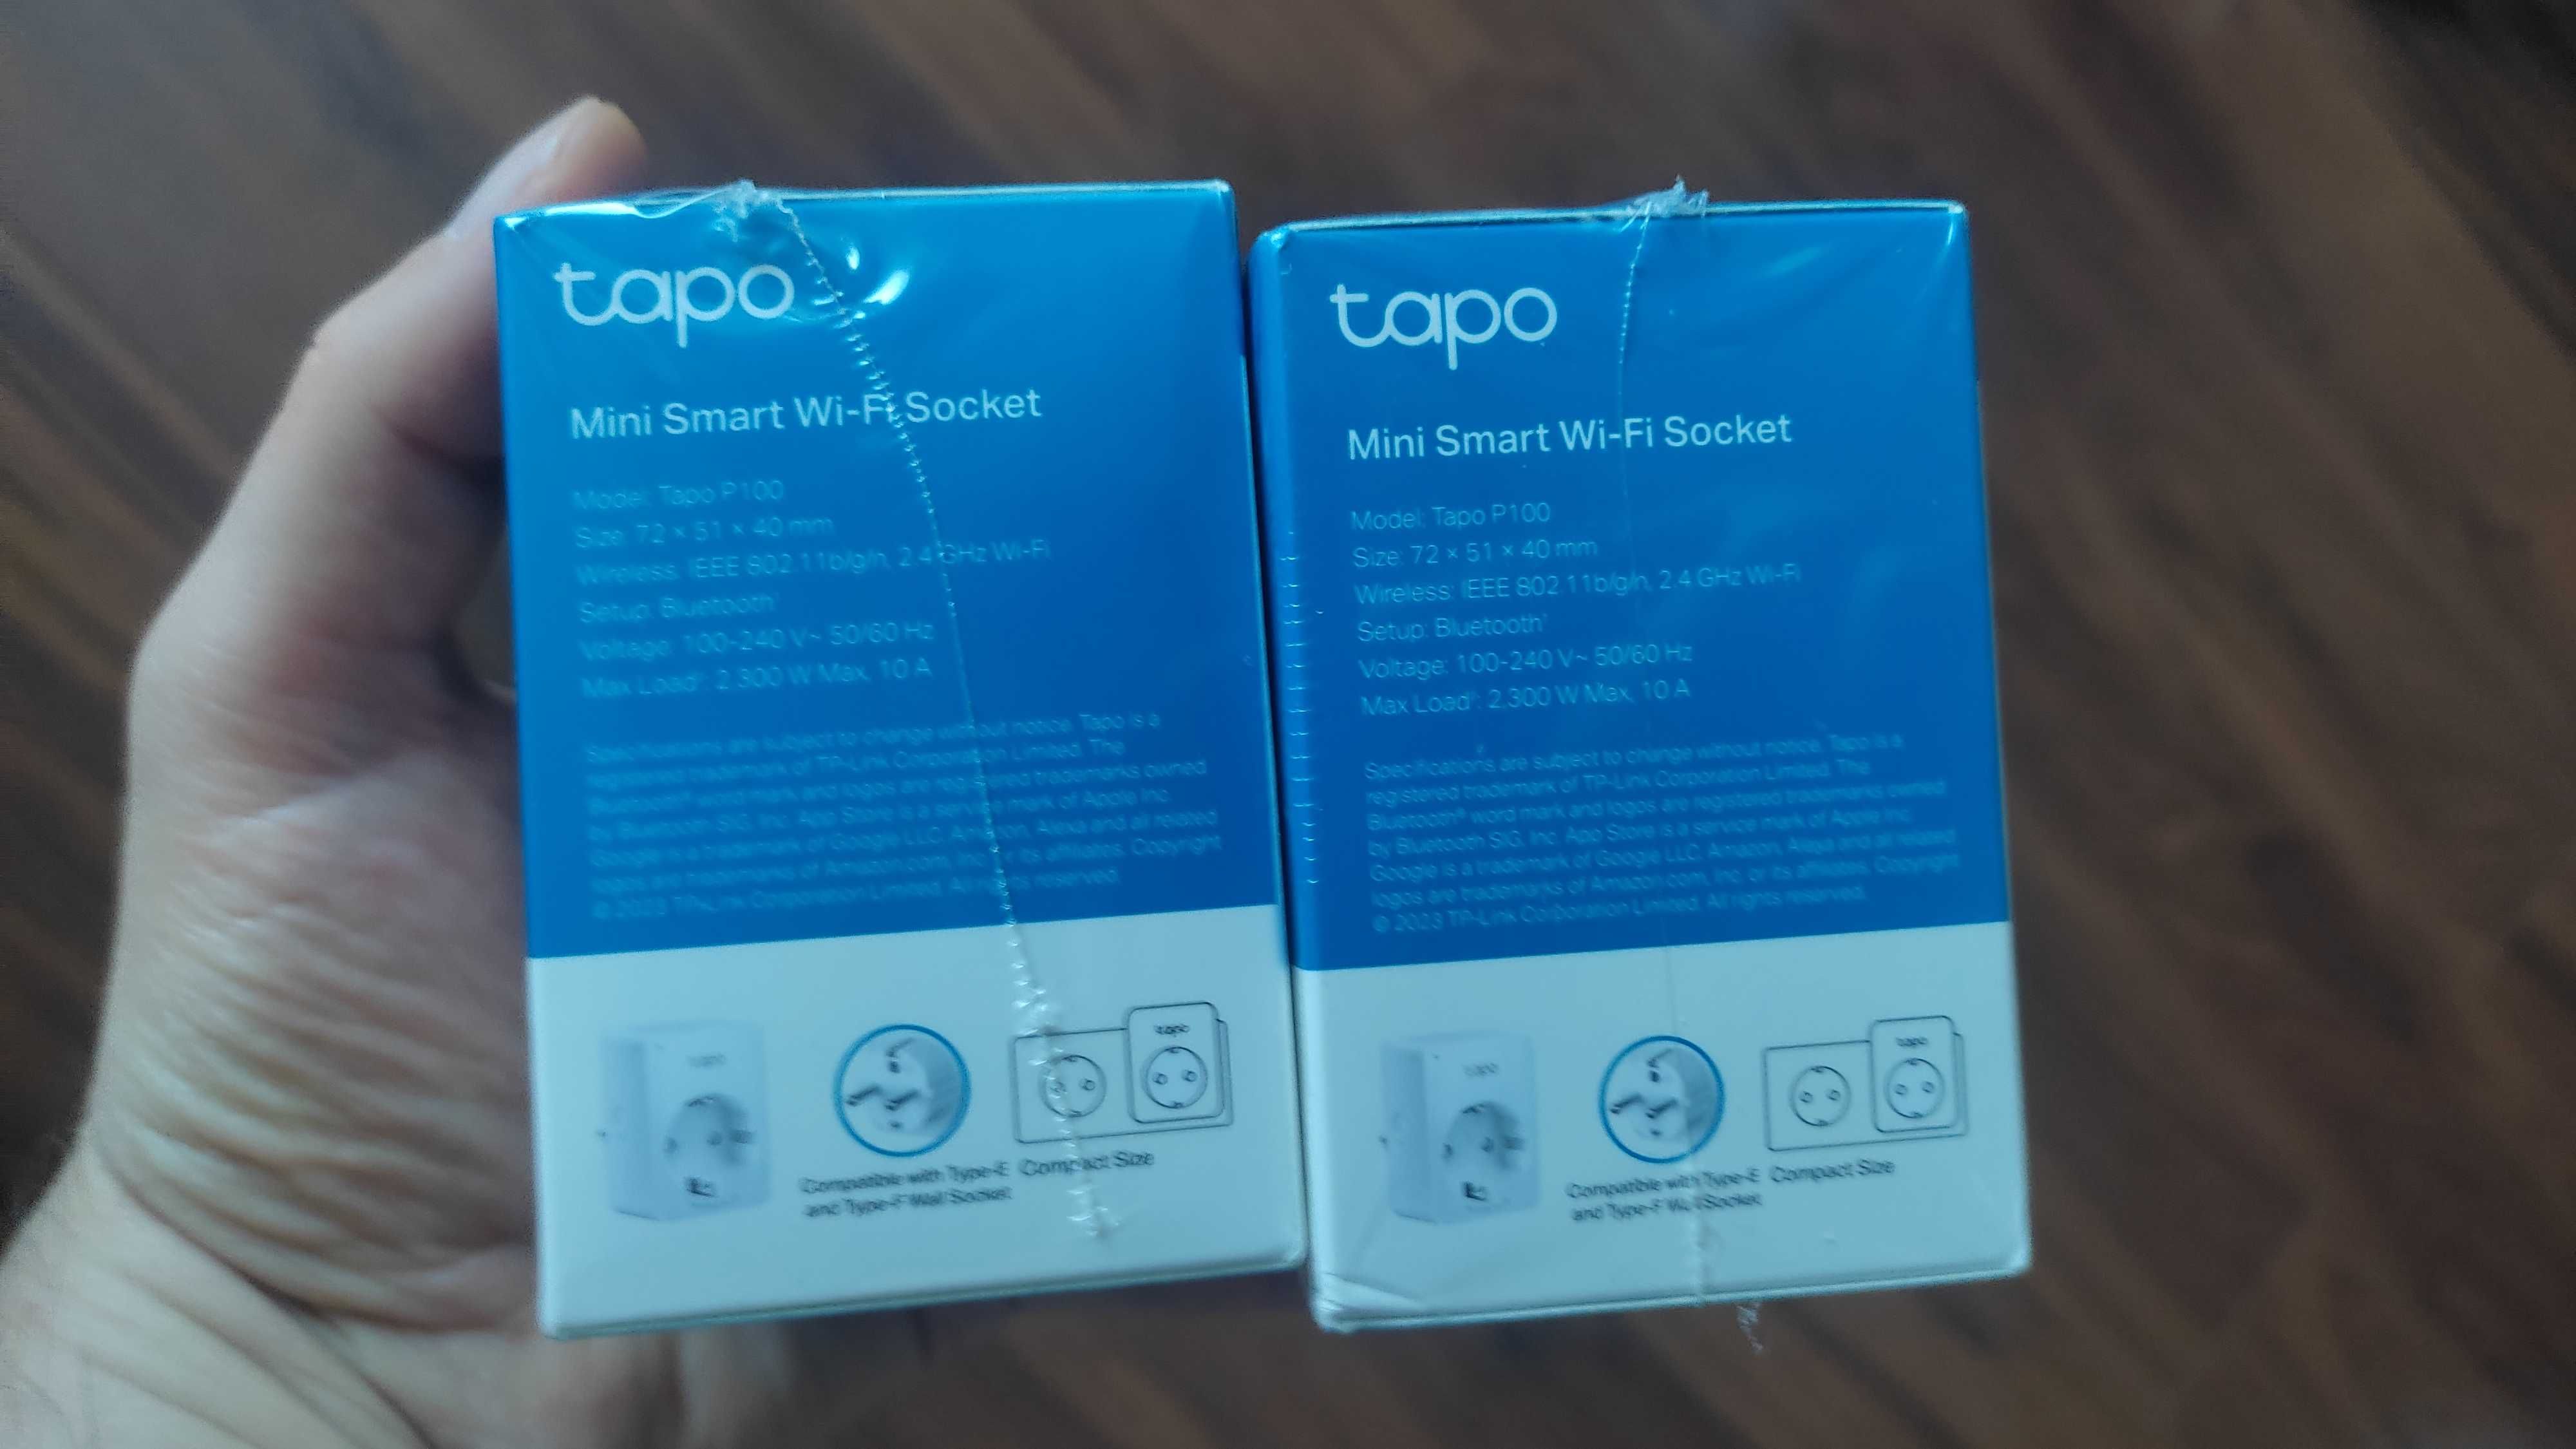 tapo
Mini Smart Wi-Fi Socket
Model: Tapo P100
Size: 72 × 51 × 40 mm
Wireless: IEEE 802.11b/g/n, 2.4 GHz Wi-Fi
Setup: Bluetooth¹
Voltage: 100-240 V~ 50/60 Hz
Max Load²: 2,300 W Max, 10 A
Specifications are subject to change without notice. Tapo is a
registered trademark of TP-Link Corporation Limited. The
Bluetooth® word mark and logos are registered trademarks owned
by Bluetooth SIG, Inc. App Store is a service mark of Apple Inc.
Google is a trademark of Google LLC. Amazon, Alexa and all related
logos are trademarks of Amazon.com, Inc. or its affiliates. Copyright
© 2023 TP-Link Corporation Limited. All rights reserved.
tapo
tapo
Compatible with Type-E
and Type-F Wall Socket
Compact Size
tapo
Mini Smart Wi-Fi Socket
Model: Tapo P100
Size: 72 × 51 × 40 mm
Wireless: IEEE 802.11b/g/n, 2.4 GHz Wi-Fi
Setup: Bluetooth¹
Voltage: 100-240 V~ 50/60 Hz
Max Load²: 2,300 W Max, 10 A
Specifications are subject to change without notice. Tapo is a
registered trademark of TP-Link Corporation Limited. The
Bluetooth® word mark and logos are registered trademarks owned
by Bluetooth SIG, Inc. App Store is a service mark of Apple Inc.
Google is a trademark of Google LLC. Amazon, Alexa and all related
logos are trademarks of Amazon.com, Inc. or its affiliates. Copyright
© 2023 TP-Link Corporation Limited. All rights reserved.
tapo
tapo
Compatible with Type-E
and Type-F Wall Socket
Compact Size